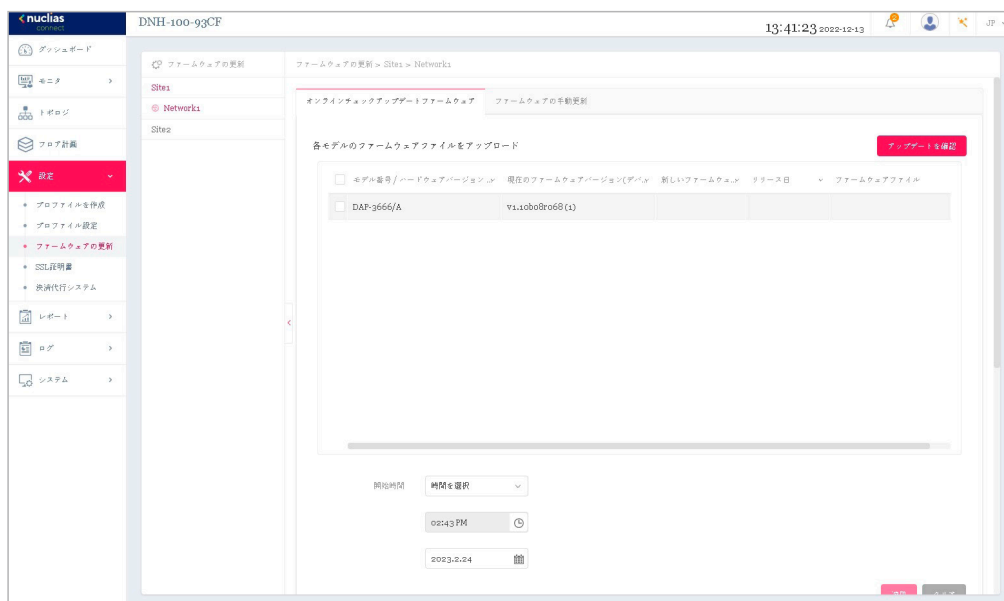 nuclias
connect
DNH-100-93CF
13:41:23 2022-12-13
2
JP
ダッシュボード
モニタ
トポロジ
フロア計画
設定
プロファイルを作成
プロファイル設定
ファームウェアの更新
SSL証明書
決済代行システム
レポート
ログ
システム
ファームウェアの更新
Site1
Network1
Site2
ファームウェアの更新 > Site1 > Network1
オンラインチェックアップデートファームウェア
ファームウェアの手動更新
各モデルのファームウェアファイルをアップロード
アップデートを確認
モデル番号/ハードウェアバージョン... 現在のファームウェアバージョン(デバ... 新しいファームウェ... リリース日 ファームウェアファイル
DAP-3666/A v1.10b08r068(1)
開始時間
時間を選択
02:43 PM
2023.2.24